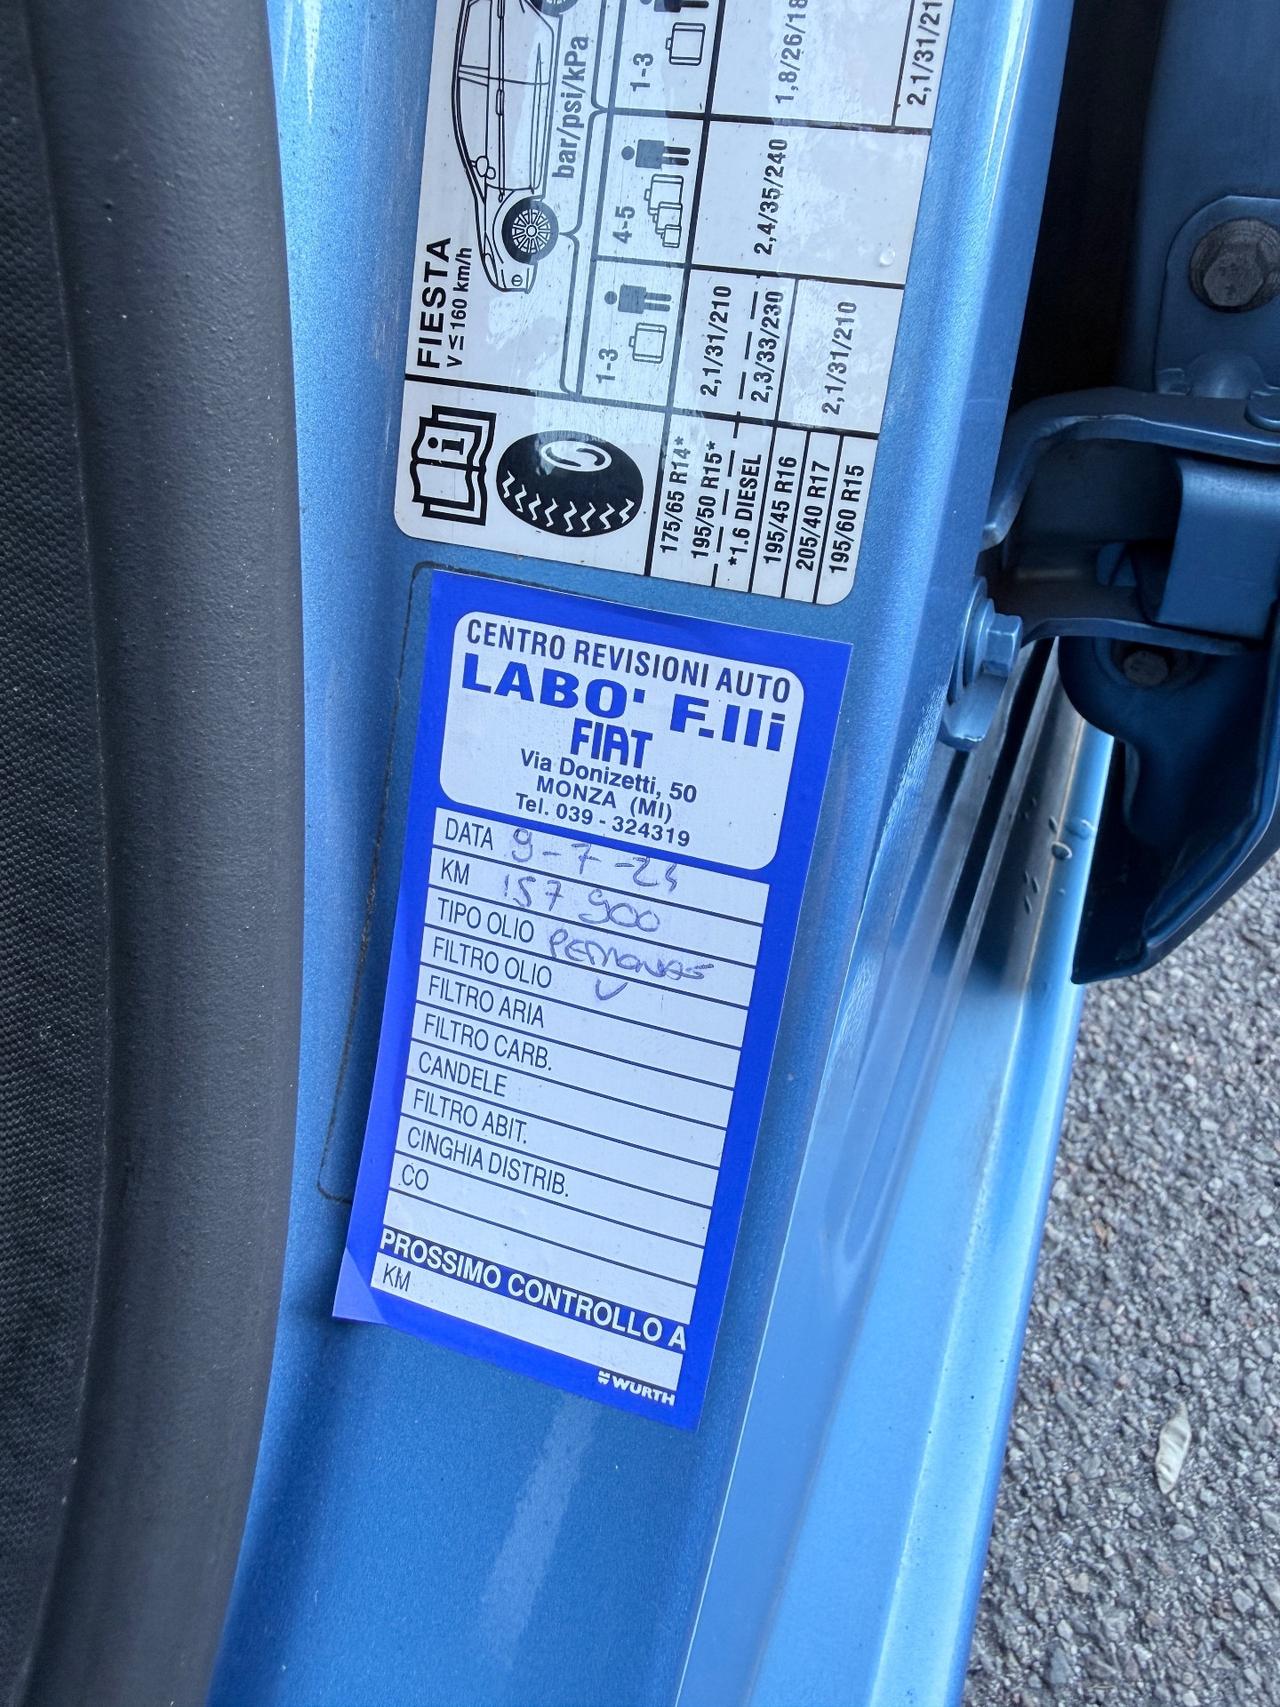 FIESTA
V ≤ 160 km/h
bar/psi/kPa
1-3
4-5
1-3
2,1/31/210
2,3/33/230
2,1/31/210
2,4/35/240
1,8/26/18
2,1/31/21
175/65 R14*
195/50 R15*
*1.6 DIESEL
195/45 R16
205/40 R17
195/60 R15
CENTRO REVISIONI AUTO
LABO' F.lli
FIAT
Via Donizetti, 50
MONZA (MI)
Tel. 039 - 324319
DATA 9-7-24
KM 157 900
TIPO OLIO PETRONAS
FILTRO OLIO ✓
FILTRO ARIA
FILTRO CARB.
CANDELE
FILTRO ABIT.
CINGHIA DISTRIB.
CO
PROSSIMO CONTROLLO A
KM
WÜRTH